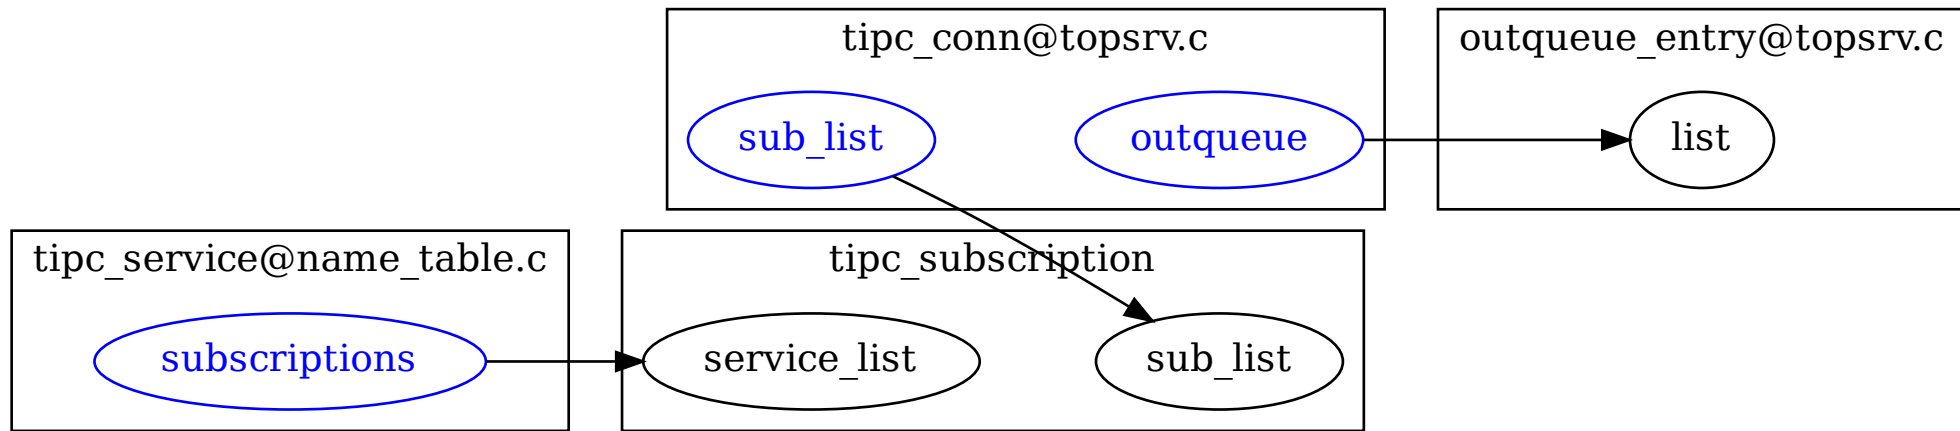 tipc_conn@topsrv.c
outqueue_entry@topsrv.c
sub_list
outqueue
list
tipc_service@name_table.c
tipc_subscription
subscriptions
service_list
sub_list